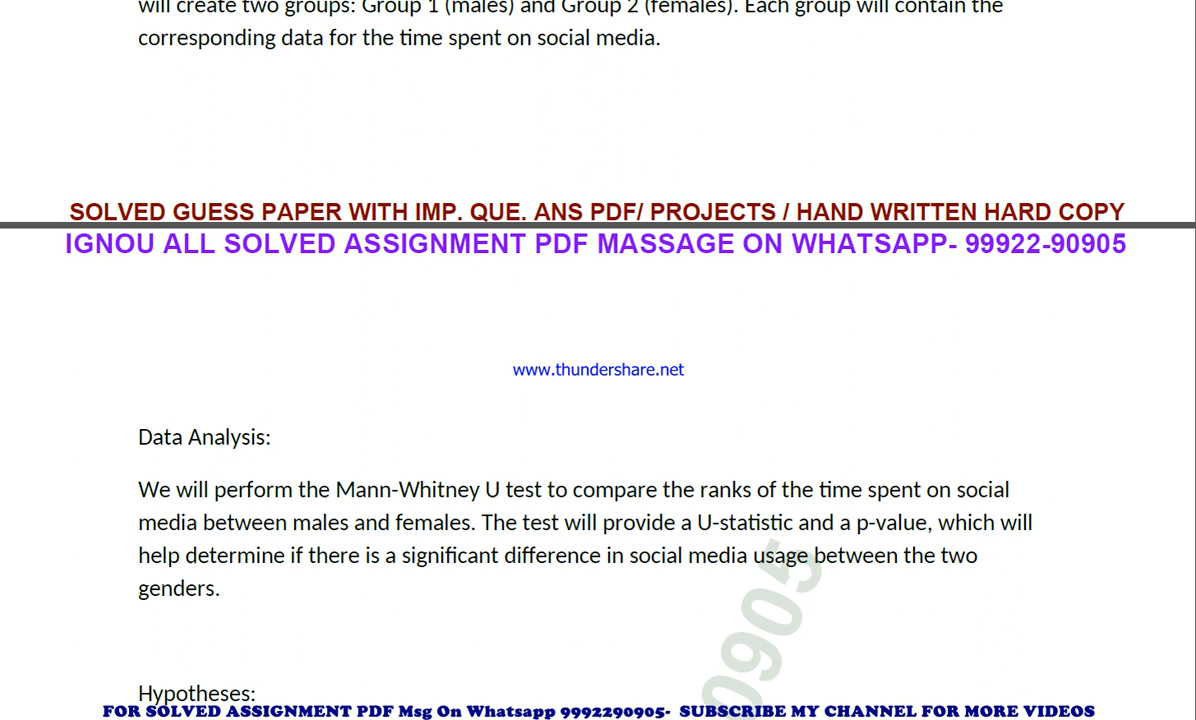 will create two groups: Group 1 (males) and Group 2 (females). Each group will contain the
corresponding data for the time spent on social media.
SOLVED GUESS PAPER WITH IMP. QUE. ANS PDF/ PROJECTS / HAND WRITTEN HARD COPY
IGNOU ALL SOLVED ASSIGNMENT PDF MASSAGE ON WHATSAPP- 99922-90905
www.thundershare.net
Data Analysis:
We will perform the Mann-Whitney U test to compare the ranks of the time spent on social
media between males and females. The test will provide a U-statistic and a p-value, which will
help determine if there is a significant difference in social media usage between the two
genders.
0905
Hypotheses:
FOR SOLVED ASSIGNMENT PDF Msg On Whatsapp 9992290905- SUBSCRIBE MY CHANNEL FOR MORE VIDEOS